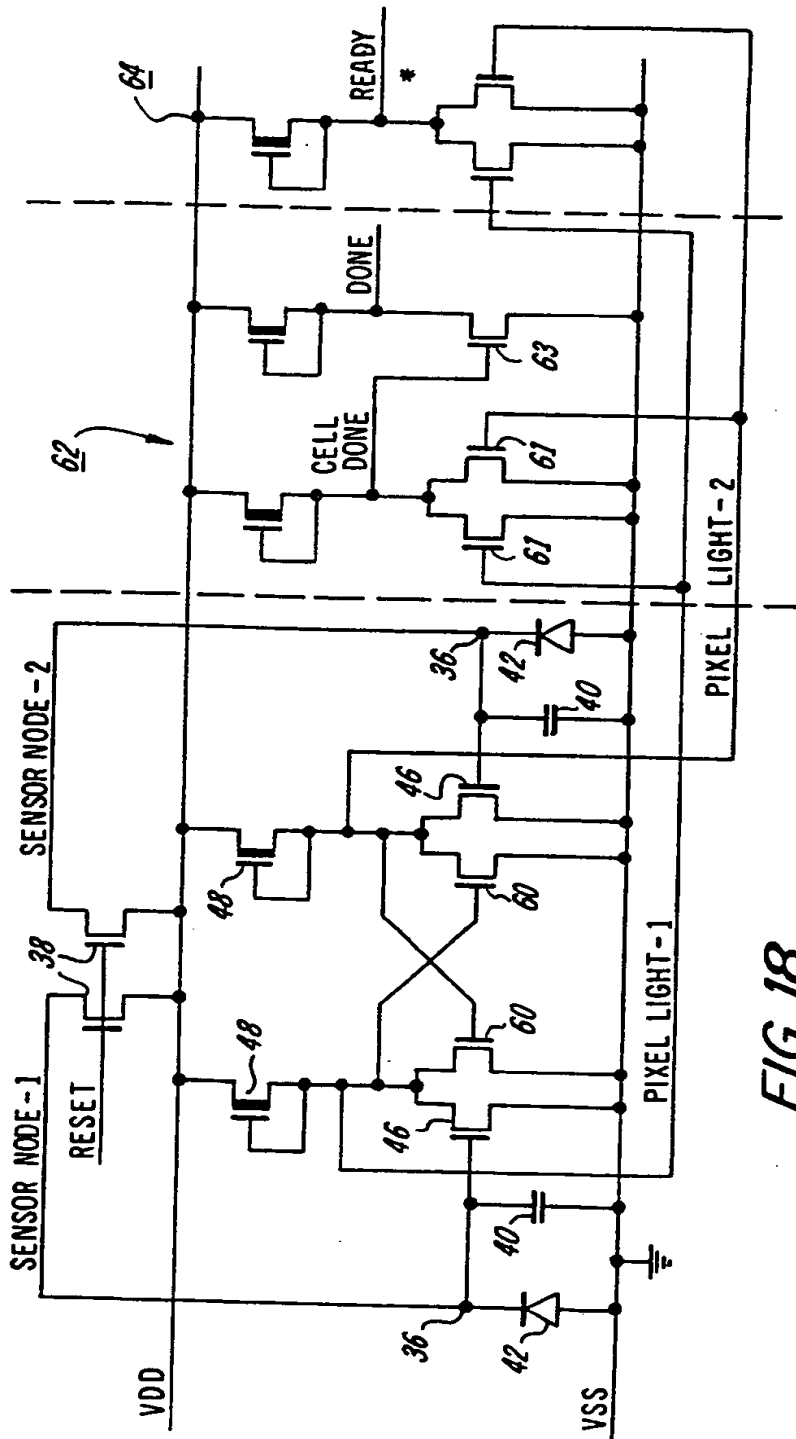 64
READY
*
62
DONE
CELL
DONE
63
61
61
SENSOR NODE-2
38
SENSOR NODE-1
RESET
36
42
40
48
46
60
48
60
46
40
36
42
VDD
VSS
PIXEL LIGHT-2
PIXEL LIGHT-1
FIG. 18